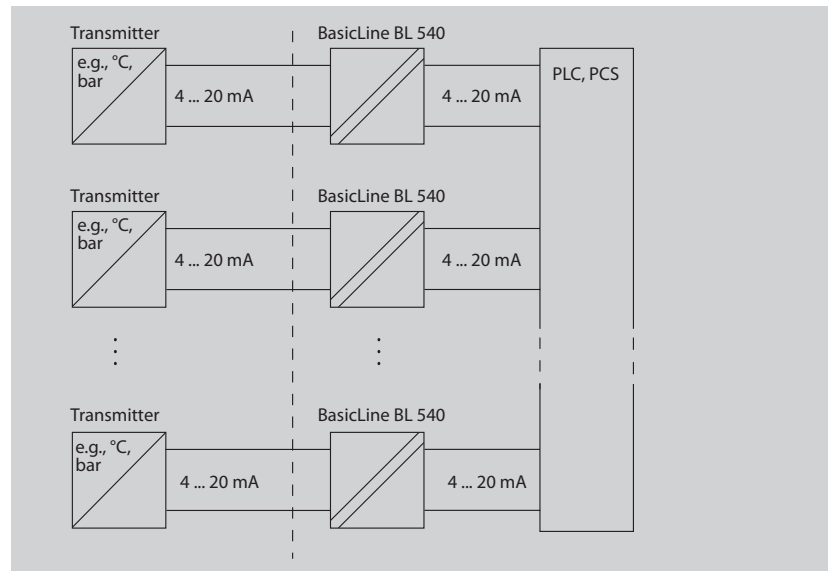 Transmitter
BasicLine BL 540
e.g., °C,
bar
4 ... 20 mA
4 ... 20 mA
PLC, PCS
Transmitter
BasicLine BL 540
e.g., °C,
bar
4 ... 20 mA
4 ... 20 mA
Transmitter
BasicLine BL 540
e.g., °C,
bar
4 ... 20 mA
4 ... 20 mA